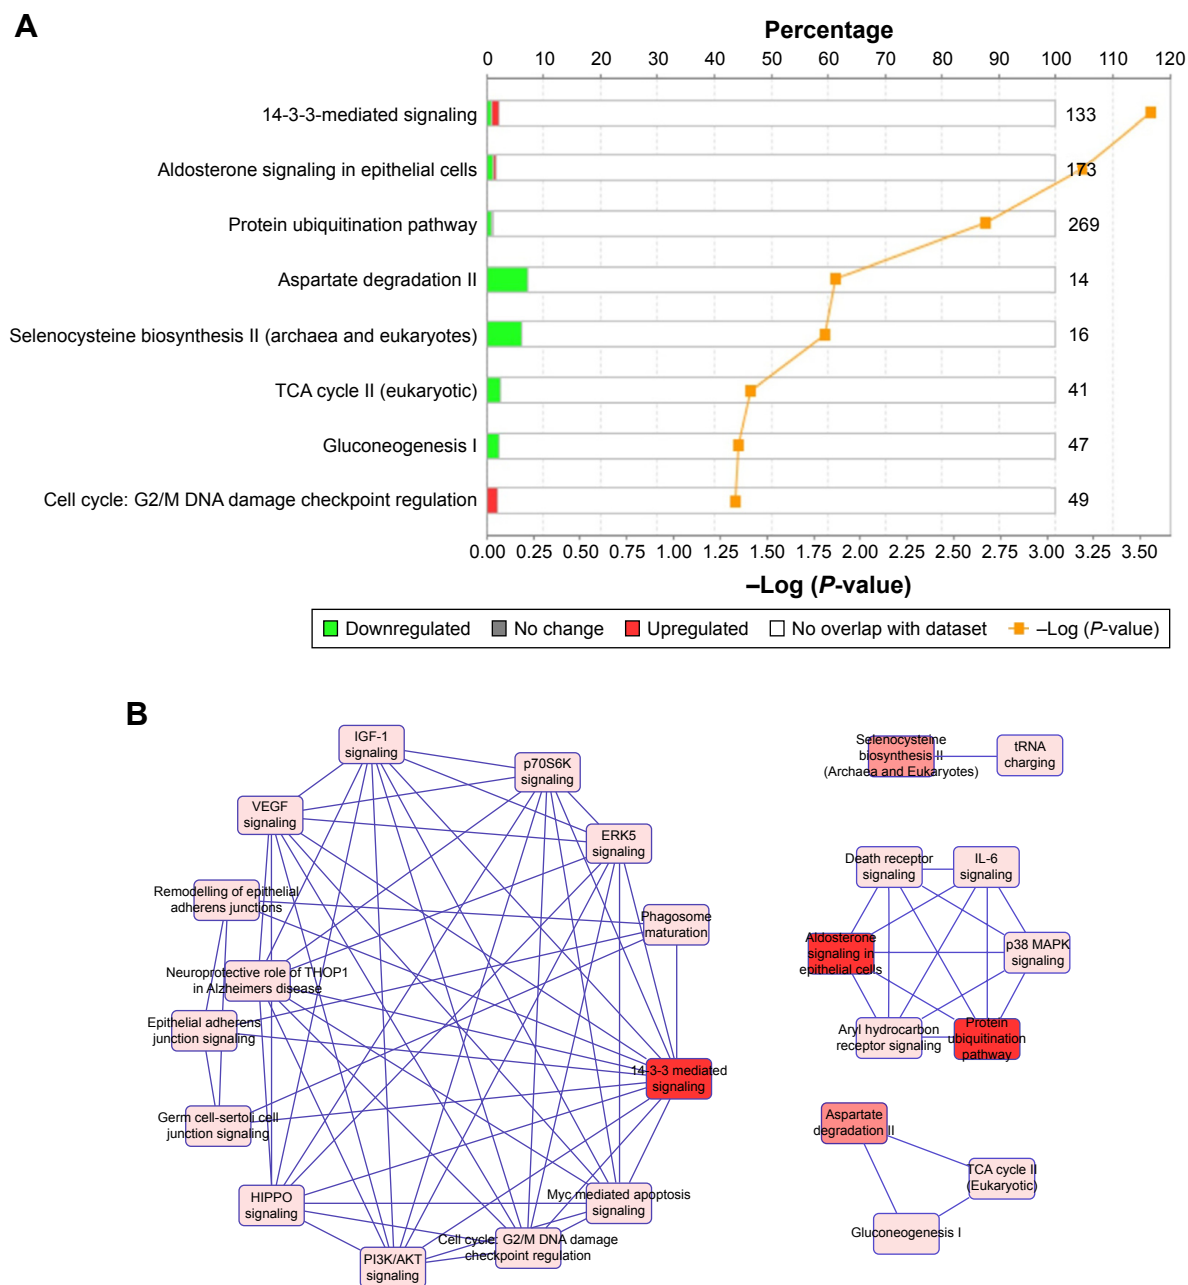 A
Percentage
0 10 20 30 40 50 60 70 80 90 100 110 120
14-3-3-mediated signaling 133
Aldosterone signaling in epithelial cells 173
Protein ubiquitination pathway 269
Aspartate degradation II 14
Selenocysteine biosynthesis II (archaea and eukaryotes) 16
TCA cycle II (eukaryotic) 41
Gluconeogenesis I 47
Cell cycle: G2/M DNA damage checkpoint regulation 49
0.00 0.25 0.50 0.75 1.00 1.25 1.50 1.75 2.00 2.25 2.50 2.75 3.00 3.25 3.50
–Log (P-value)
Downregulated No change Upregulated No overlap with dataset –Log (P-value)
B
IGF-1
signaling
p70S6K
signaling
VEGF
signaling
ERK5
signaling
Remodelling of epithelial
adherens junctions
Phagosome
maturation
Neuroprotective role of THOP1
in Alzheimers disease
Epithelial adherens
junction signaling
14-3-3 mediated
signaling
Germ cell-sertoli cell
junction signaling
HIPPO
signaling
Myc mediated apoptosis
signaling
Cell cycle: G2/M DNA damage
checkpoint regulation
PI3K/AKT
signaling
Selenocysteine
biosynthesis II
(Archaea and Eukaryotes)
tRNA
charging
Death receptor
signaling
IL-6
signaling
Aldosterone
signaling in
epithelial cells
p38 MAPK
signaling
Aryl hydrocarbon
receptor signaling
Protein
ubiquitination
pathway
Aspartate
degradation II
TCA cycle II
(Eukaryotic)
Gluconeogenesis I